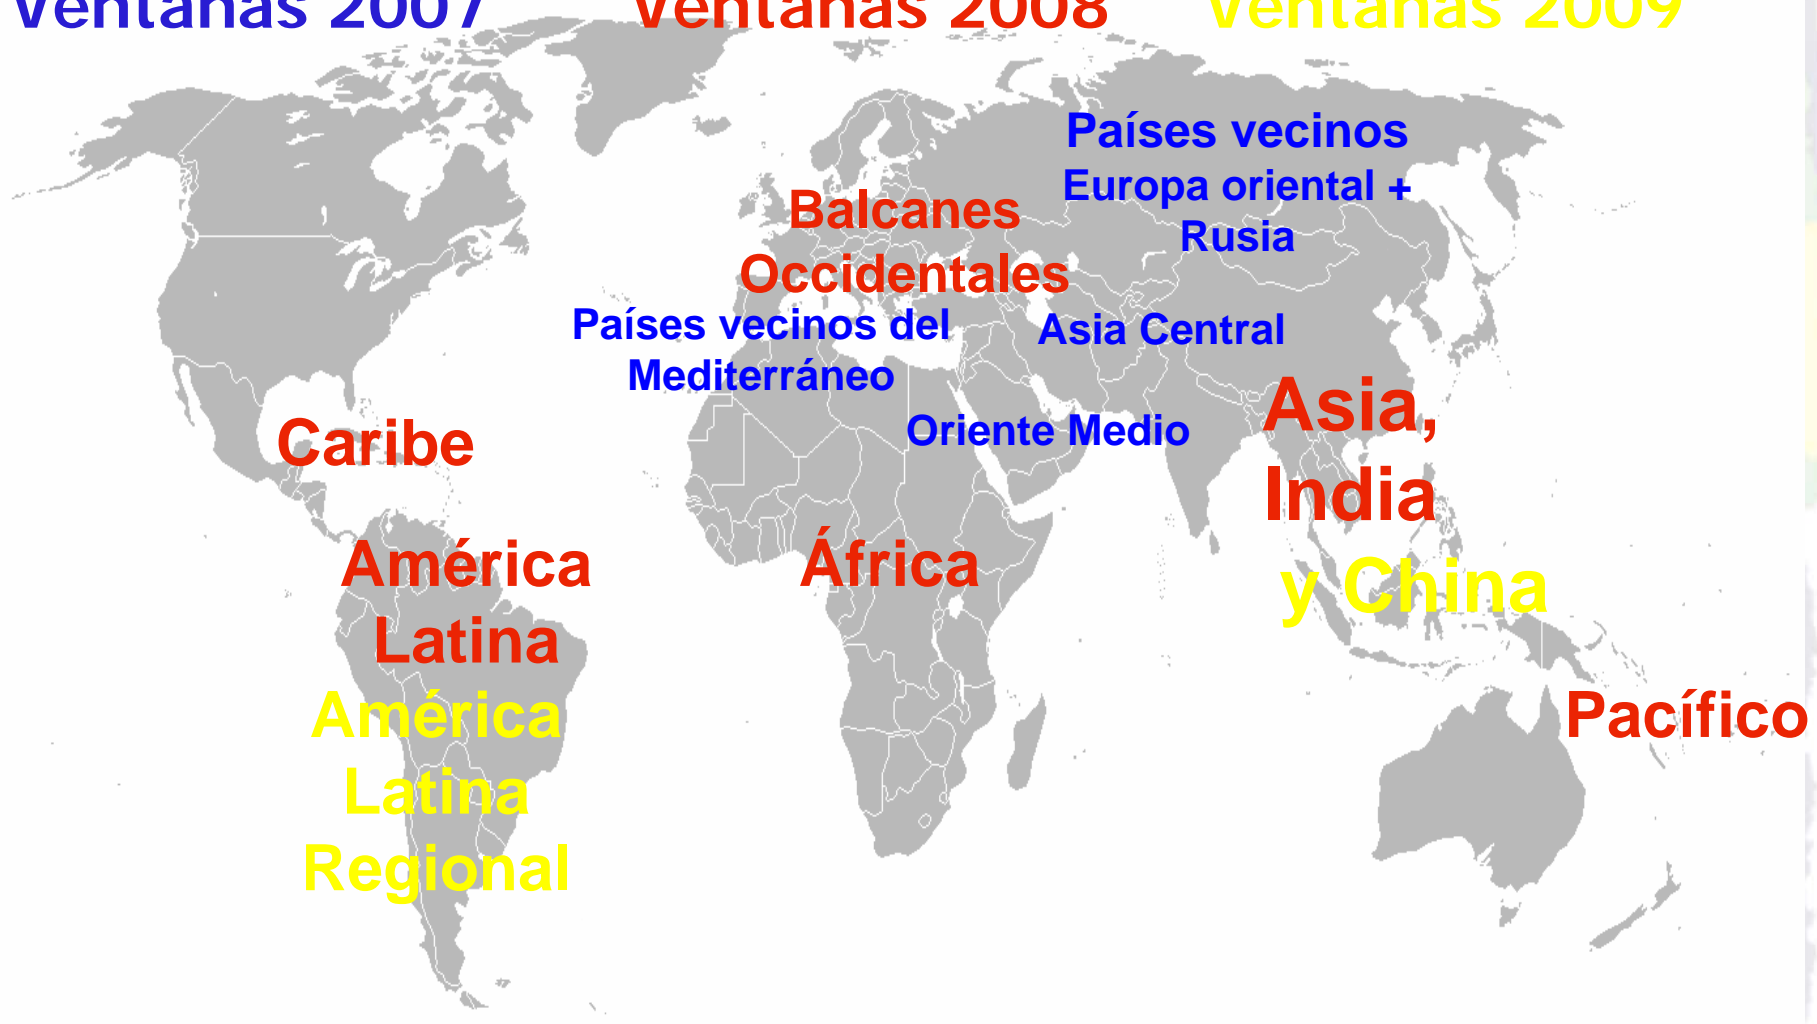 Ventanas 2007 Ventanas 2008 Ventanas 2009
Países vecinos
Europa oriental +
Rusia
Balcanes
Occidentales
Países vecinos del
Mediterráneo
Asia Central
Oriente Medio
Asia,
India
y China
Caribe
América
Latina
América
Latina
Regional
África
Pacífico